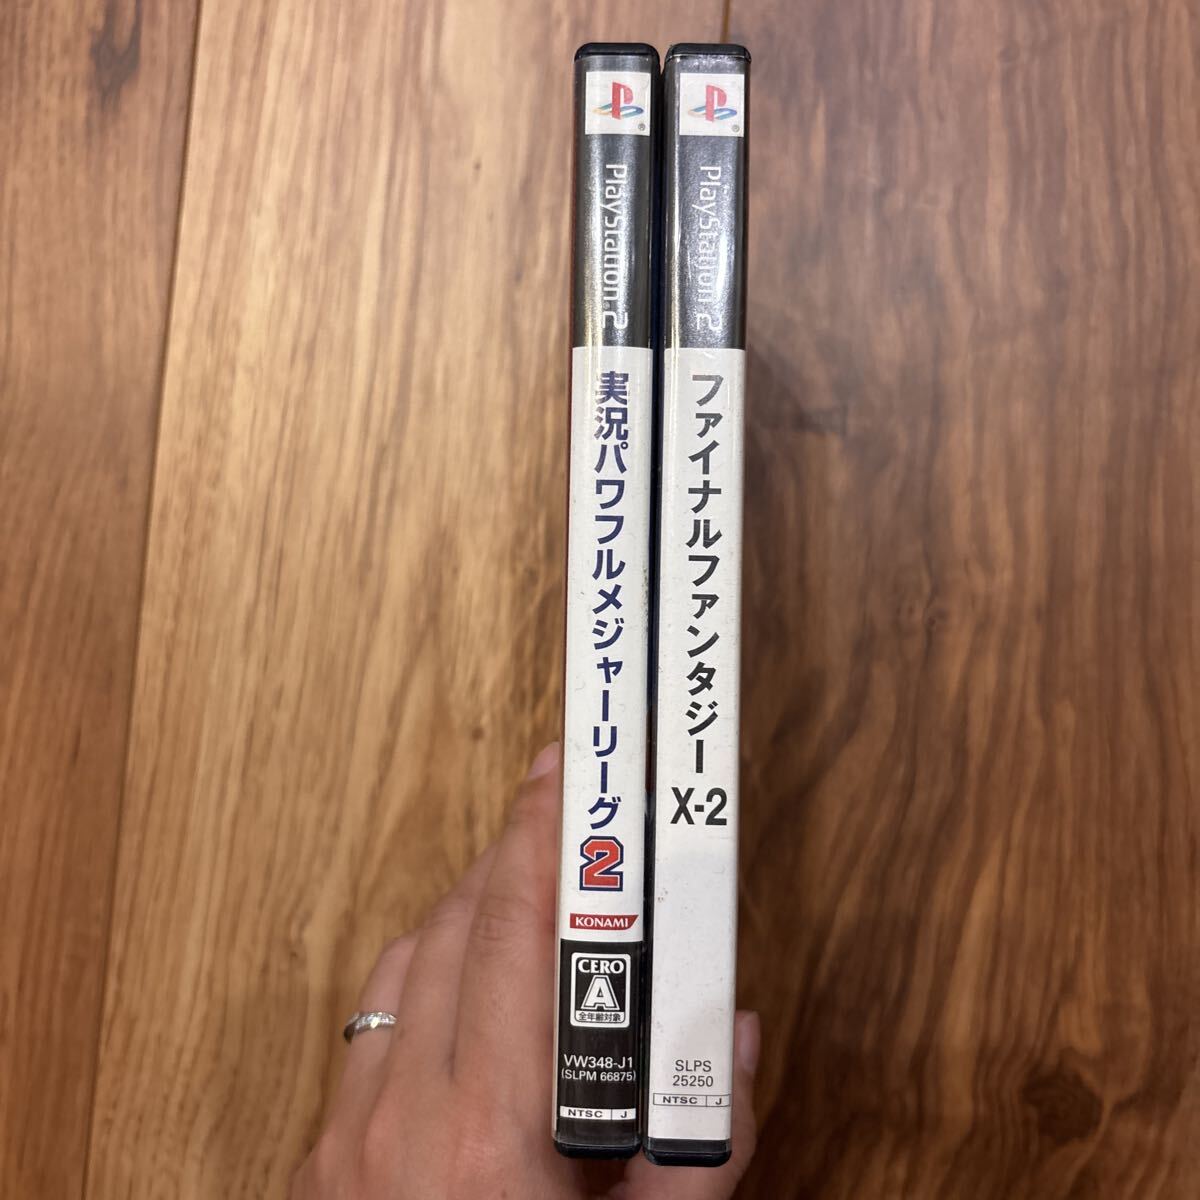 PlayStation 2
実況パワフルメジャーリーグ2
KONAMI
CERO
A
全年齢対象
VW348-J1
(SLPM 66875)
NTSC J
PlayStation 2
ファイナルファンタジー
X-2
SLPS
25250
NTSC J